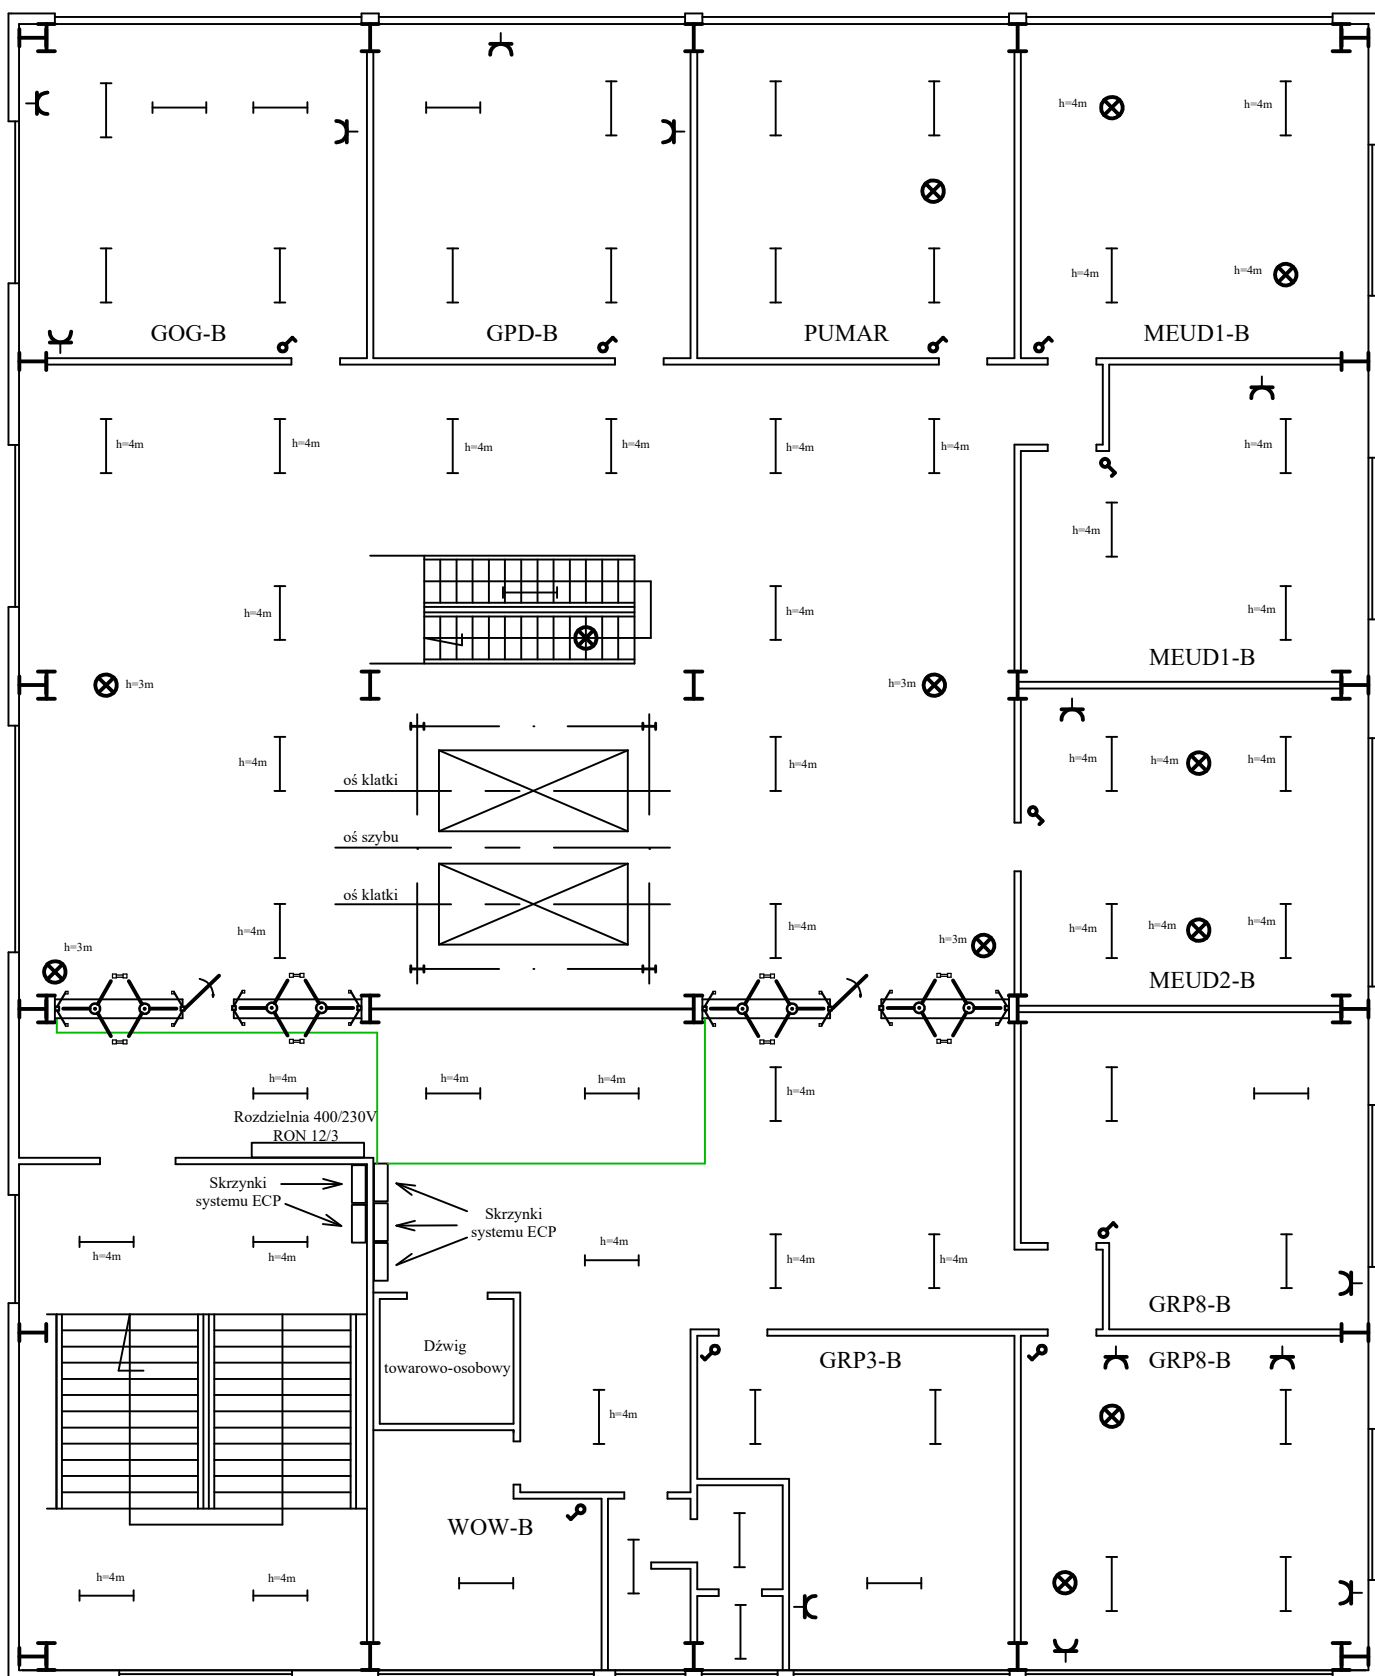 h=4m
h=4m
h=4m
h=4m
GOG-B
GPD-B
PUMAR
MEUD1-B
h=4m
h=4m
h=4m
h=4m
h=4m
h=4m
h=4m
h=4m
h=4m
h=4m
h=4m
MEUD1-B
h=3m
h=3m
h=4m
h=4m
h=4m
h=4m
h=4m
oś klatki
oś szybu
oś klatki
h=4m
h=4m
h=4m
h=4m
h=4m
h=3m
h=3m
MEUD2-B
h=4m
h=4m
h=4m
h=4m
Rozdzielnia 400/230V
RON 12/3
Skrzynki
systemu ECP
Skrzynki
systemu ECP
h=4m
h=4m
h=4m
h=4m
h=4m
GRP8-B
Dźwig
towarowo-osobowy
GRP3-B
GRP8-B
h=4m
WOW-B
h=4m
h=4m